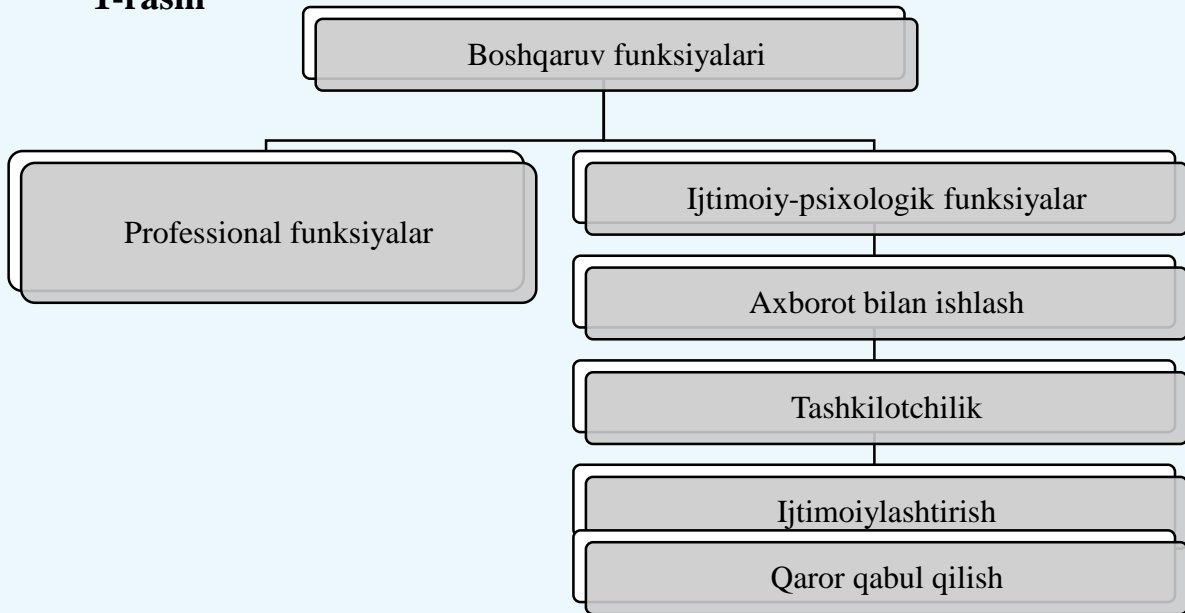 1-rasm
Boshqaruv funksiyalari
Professional funksiyalar
Ijtimoiy-psixologik funksiyalar
Axborot bilan ishlash
Tashkilotchilik
Ijtimoiylashtirish
Qaror qabul qilish